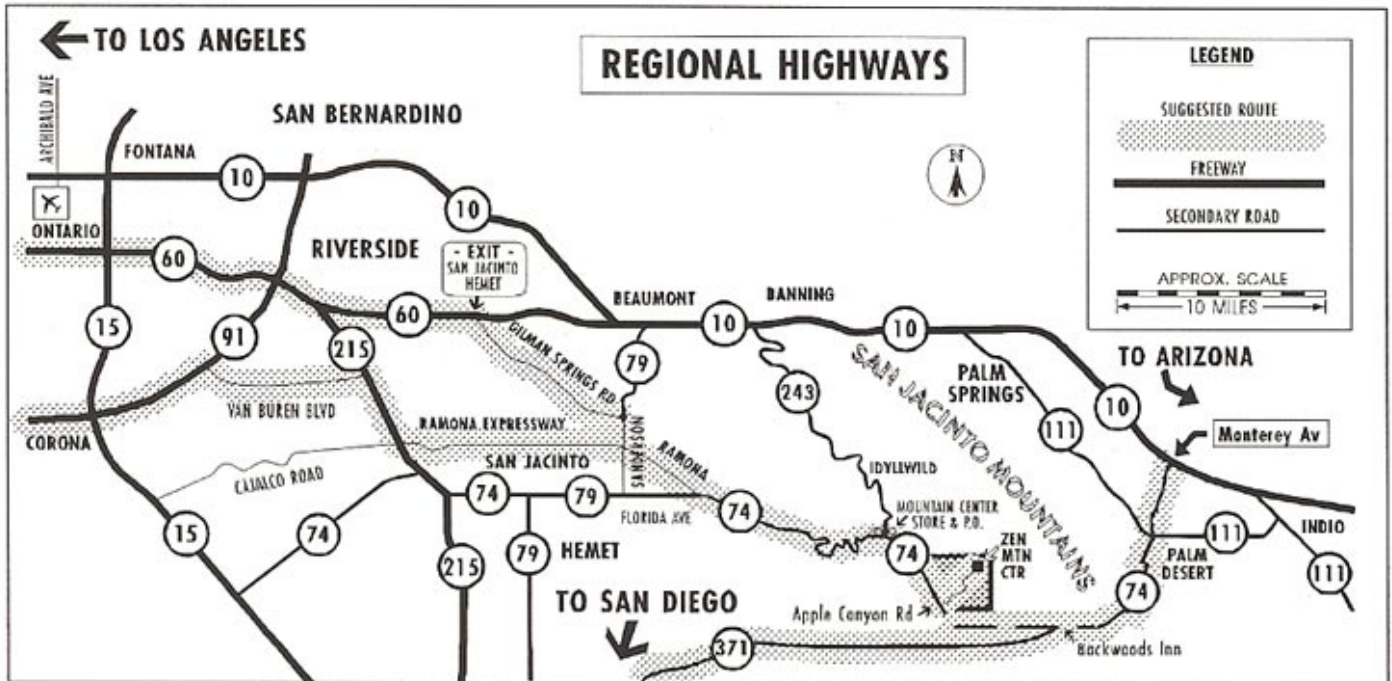 TO LOS ANGELES
REGIONAL HIGHWAYS
LEGEND
SUGGESTED ROUTE
FREEWAY
SECONDARY ROAD
APPROX. SCALE
10 MILES
ARCHIBALD AVE
SAN BERNARDINO
FONTANA
10
10
N
ONTARIO
60
RIVERSIDE
- EXIT -
SAN JACINTO
HEMET
15
91
215
60
GILMAN SPRINGS RD
BEAUMONT
79
10
BANNING
10
243
SAN JACINTO MOUNTAINS
PALM
SPRINGS
TO ARIZONA
10
111
Monterey Av
CORONA
VAN BUREN BLVD
RAMONA EXPRESSWAY
CAJALCO ROAD
SAN JACINTO
SANDERSON
RAMONA
IDYLLWILD
15
74
74
79
FLORIDA AVE
74
MOUNTAIN CENTER
STORE & P.O.
215
79
HEMET
74
ZEN
MTN
CTR
PALM
DESERT
111
INDIO
111
74
TO SAN DIEGO
Apple Canyon Rd
371
Backwoods Inn